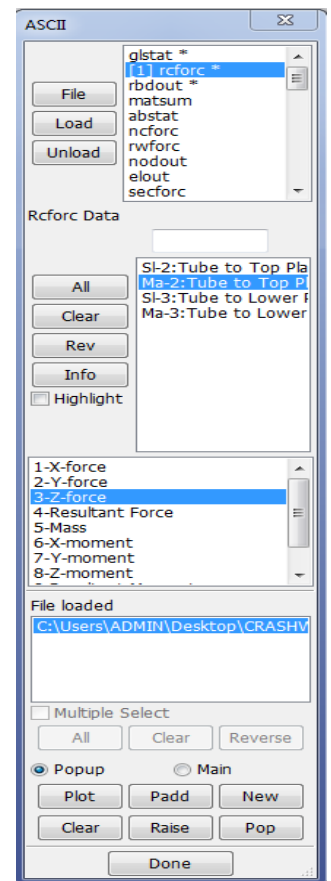 ASCII
glstat *
[1] rcforc *
rbdout *
matsum
abstat
ncforc
rwforc
nodout
elout
secforc
File
Load
Unload
Rcforc Data
Sl-2:Tube to Top Pla
Ma-2:Tube to Top Pl
Sl-3:Tube to Lower P
Ma-3:Tube to Lower
All
Clear
Rev
Info
Highlight
1-X-force
2-Y-force
3-Z-force
4-Resultant Force
5-Mass
6-X-moment
7-Y-moment
8-Z-moment
File loaded
C:\Users\ADMIN\Desktop\CRASHW
Multiple Select
All Clear Reverse
Popup Main
Plot Padd New
Clear Raise Pop
Done